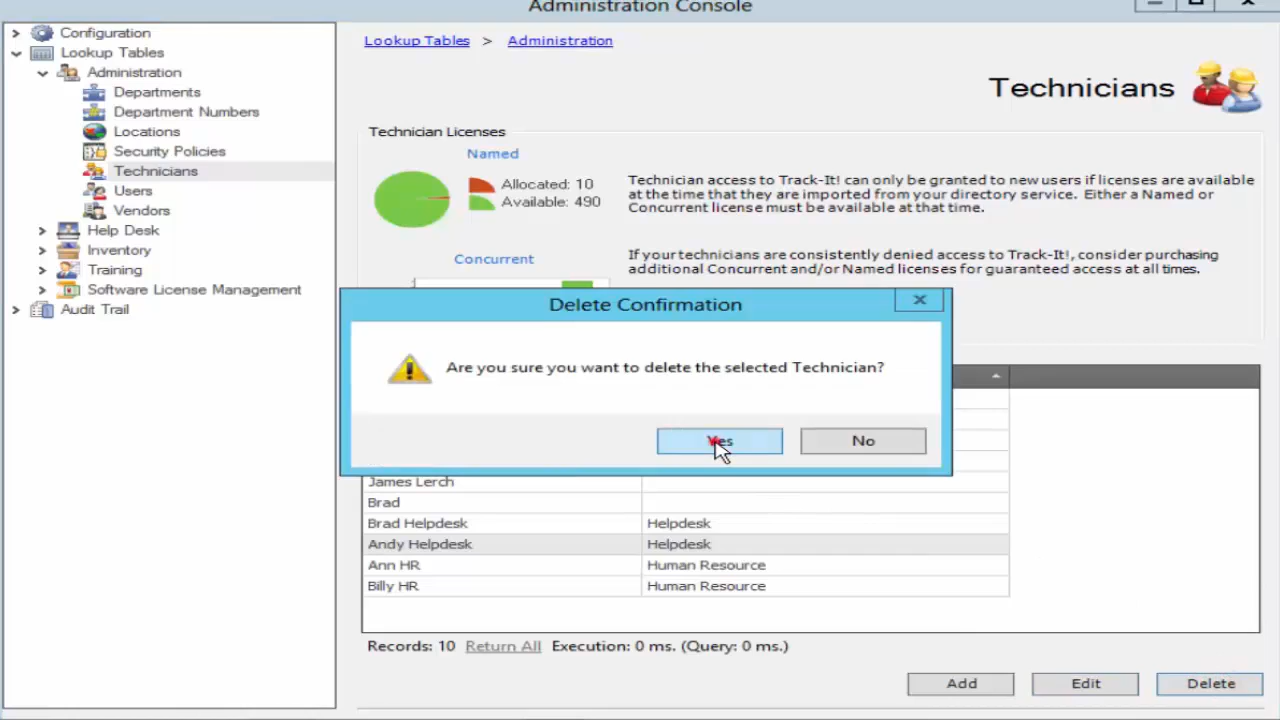 Administration Console
Configuration
Lookup Tables
Administration
Departments
Department Numbers
Locations
Security Policies
Technicians
Users
Vendors
Help Desk
Inventory
Training
Software License Management
Audit Trail
Lookup Tables > Administration
Technicians
Technician Licenses
Named
Allocated: 10
Available: 490
Technician access to Track-It! can only be granted to new users if licenses are available
at the time that they are imported from your directory service. Either a Named or
Concurrent license must be available at that time.
Concurrent
If your technicians are consistently denied access to Track-It!, consider purchasing
additional Concurrent and/or Named licenses for guaranteed access at all times.
Delete Confirmation
Are you sure you want to delete the selected Technician?
Yes
No
James Lerch
Brad
Brad Helpdesk Helpdesk
Andy Helpdesk Helpdesk
Ann HR Human Resource
Billy HR Human Resource
Records: 10 Return All Execution: 0 ms. (Query: 0 ms.)
Add
Edit
Delete